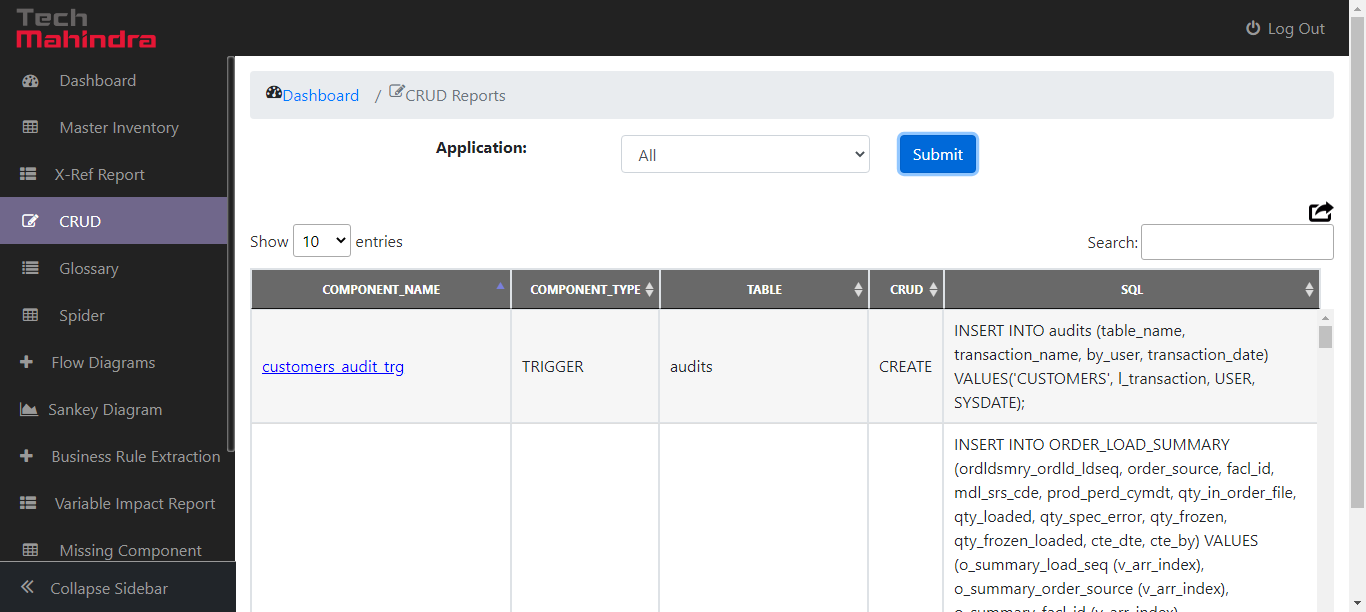 Tech
Mahindra
Log Out
Dashboard
Master Inventory
X-Ref Report
CRUD
Glossary
Spider
Flow Diagrams
Sankey Diagram
Business Rule Extraction
Variable Impact Report
Missing Component
Collapse Sidebar
Dashboard / CRUD Reports
Application: All Submit
Show 10 entries
Search:
COMPONENT_NAME COMPONENT_TYPE TABLE CRUD SQL
customers_audit_trg TRIGGER audits CREATE
INSERT INTO audits (table_name,
transaction_name, by_user, transaction_date)
VALUES('CUSTOMERS', l_transaction, USER,
SYSDATE);
INSERT INTO ORDER_LOAD_SUMMARY
(ordldsmry_ordld_ldseq, order_source, facl_id,
mdl_srs_cde, prod_perd_cymdt, qty_in_order_file,
qty_loaded, qty_spec_error, qty_frozen,
qty_frozen_loaded, cte_dte, cte_by) VALUES
(o_summary_load_seq (v_arr_index),
o_summary_order_source (v_arr_index),
o_summary_facl_id (v_arr_index),